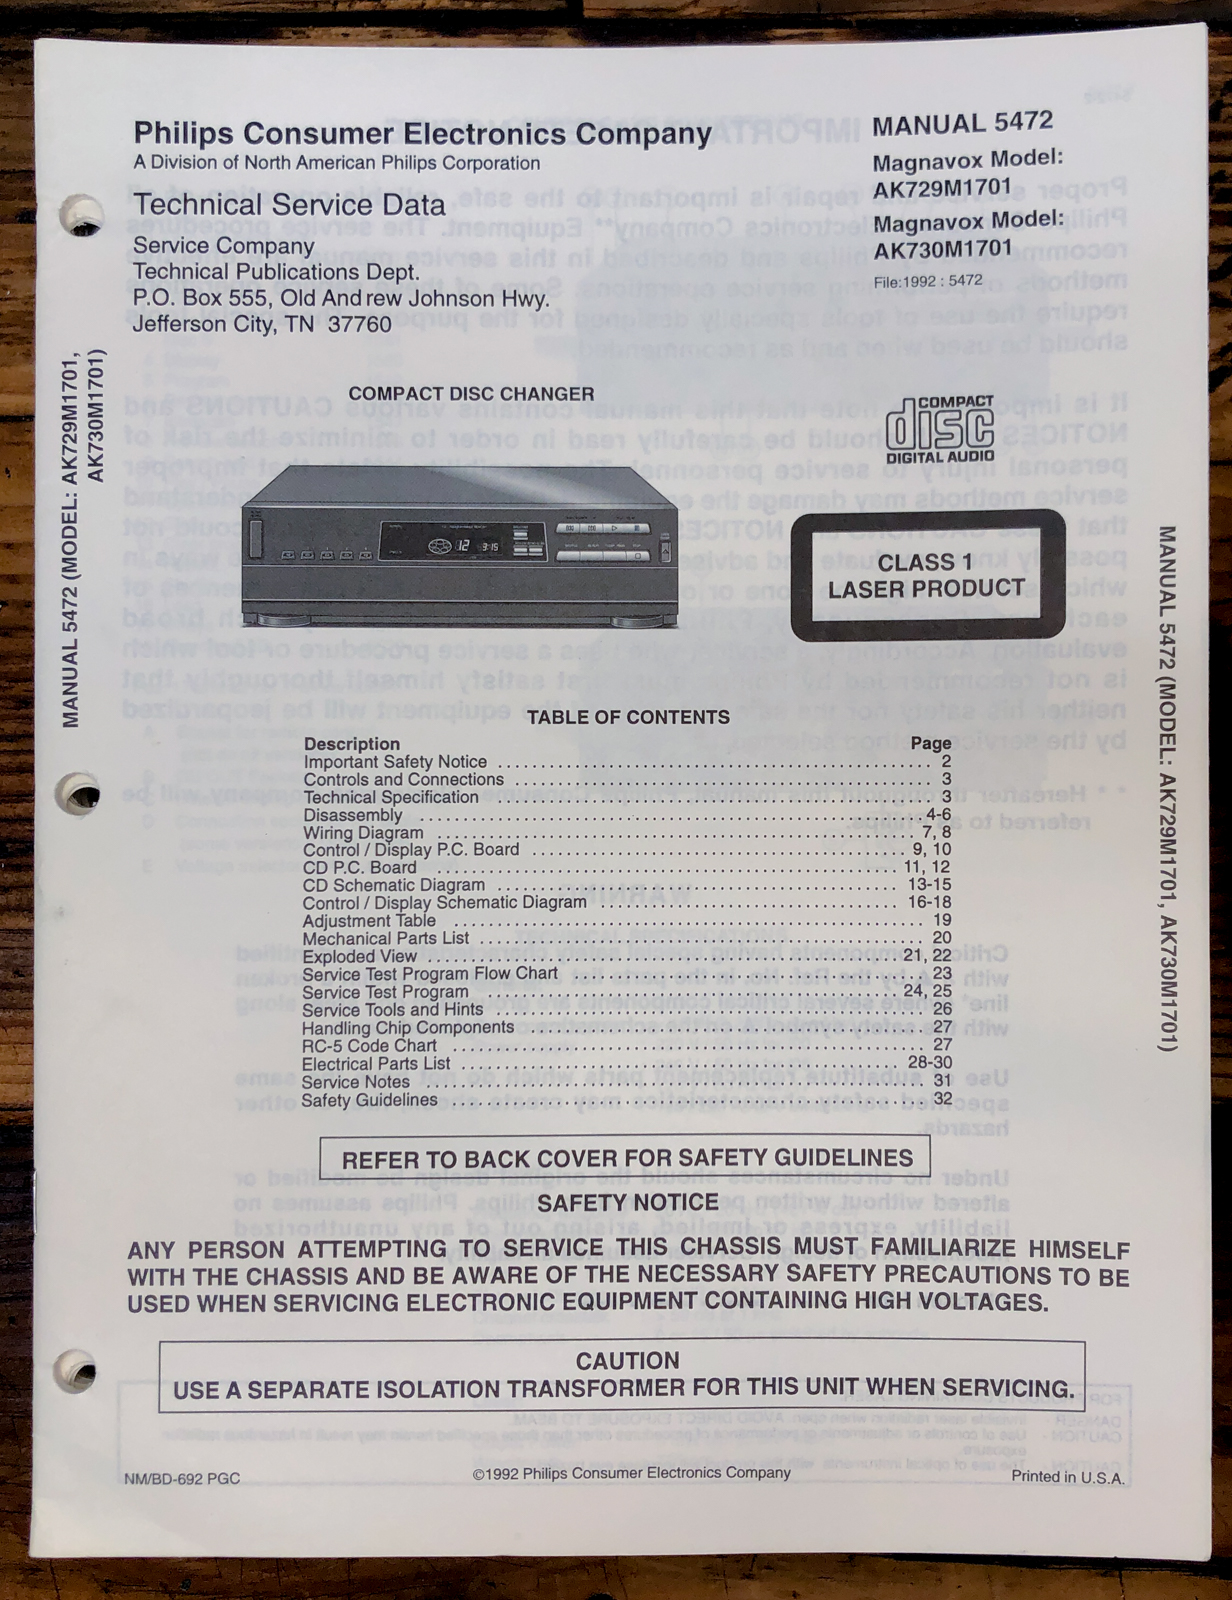 Philips Consumer Electronics Company
A Division of North American Philips Corporation
Technical Service Data
Service Company
Technical Publications Dept.
P.O. Box 555, Old And rew Johnson Hwy.
Jefferson City, TN 37760
MANUAL 5472
Magnavox Model:
AK729M1701
Magnavox Model:
AK730M1701
File:1992 : 5472
MANUAL 5472 (MODEL: AK729M1701,
AK730M1701)
COMPACT DISC CHANGER
12 3:15
COMPACT
disc
DIGITAL AUDIO
CLASS 1
LASER PRODUCT
MANUAL 5472 (MODEL: AK729M1701, AK730M1701)
TABLE OF CONTENTS
Description Page
Important Safety Notice 2
Controls and Connections 3
Technical Specification 3
Disassembly 4-6
Wiring Diagram 7, 8
Control / Display P.C. Board 9, 10
CD P.C. Board 11, 12
CD Schematic Diagram 13-15
Control / Display Schematic Diagram 16-18
Adjustment Table 19
Mechanical Parts List 20
Exploded View 21, 22
Service Test Program Flow Chart 23
Service Test Program 24, 25
Service Tools and Hints 26
Handling Chip Components 27
RC-5 Code Chart 27
Electrical Parts List 28-30
Service Notes 31
Safety Guidelines 32
REFER TO BACK COVER FOR SAFETY GUIDELINES
SAFETY NOTICE
ANY PERSON ATTEMPTING TO SERVICE THIS CHASSIS MUST FAMILIARIZE HIMSELF
WITH THE CHASSIS AND BE AWARE OF THE NECESSARY SAFETY PRECAUTIONS TO BE
USED WHEN SERVICING ELECTRONIC EQUIPMENT CONTAINING HIGH VOLTAGES.
CAUTION
USE A SEPARATE ISOLATION TRANSFORMER FOR THIS UNIT WHEN SERVICING.
NM/BD-692 PGC
©1992 Philips Consumer Electronics Company
Printed in U.S.A.